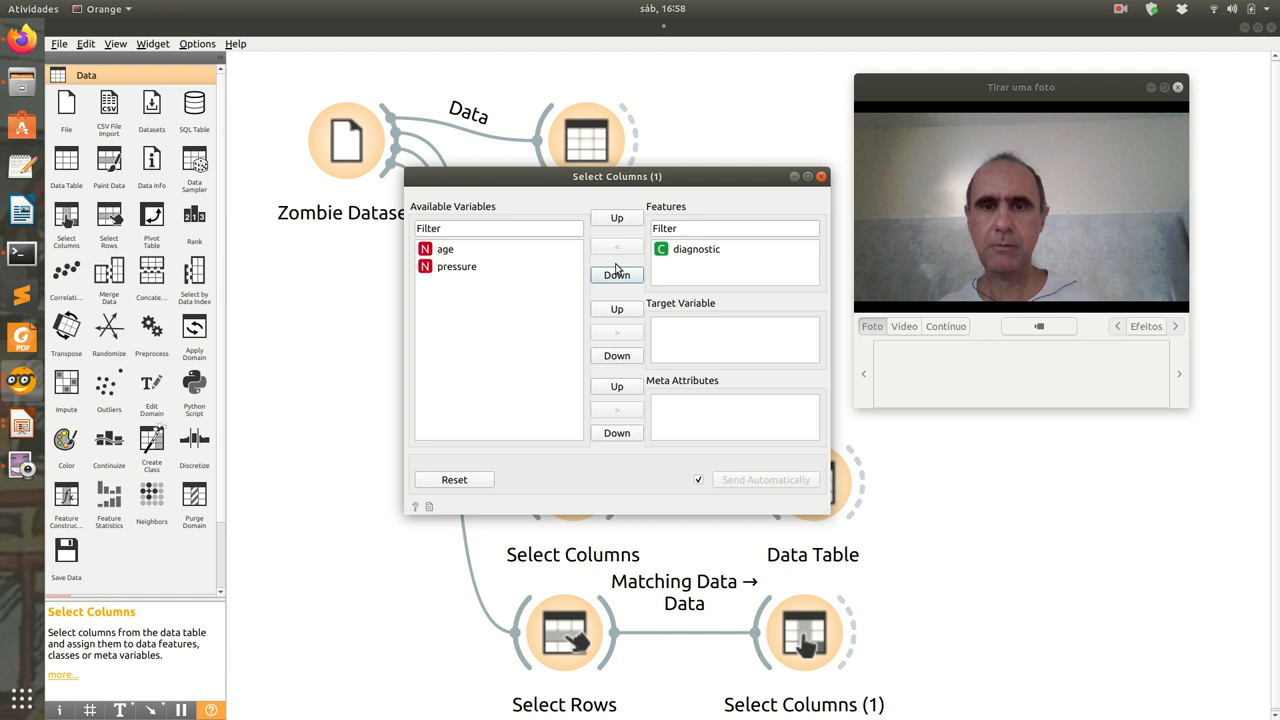 Atividades
Orange
sáb, 16:58
File Edit View Widget Options Help
Data
File
CSV File Import
Datasets
SQL Table
Data Table
Paint Data
Data Info
Data Sampler
Select Columns
Select Rows
Pivot Table
Rank
Correlati...
Merge Data
Concate...
Select by Data Index
Transpose
Randomize
Preprocess
Apply Domain
Impute
Outliers
Edit Domain
Python Script
Color
Continuize
Create Class
Discretize
Feature Construc...
Feature Statistics
Neighbors
Purge Domain
Save Data
Select Columns
Select columns from the data table
and assign them to data features,
classes or meta variables.
more...
Data
Zombie Datase
Select Columns (1)
Available Variables
Filter
N age
N pressure
Up
<
Down
Features
Filter
C diagnostic
Up
>
Down
Target Variable
Up
>
Down
Meta Attributes
Reset
Send Automatically
Tirar uma foto
Foto Vídeo Contínuo
Efeitos
Select Columns
Data Table
Matching Data →
Data
Select Rows
Select Columns (1)